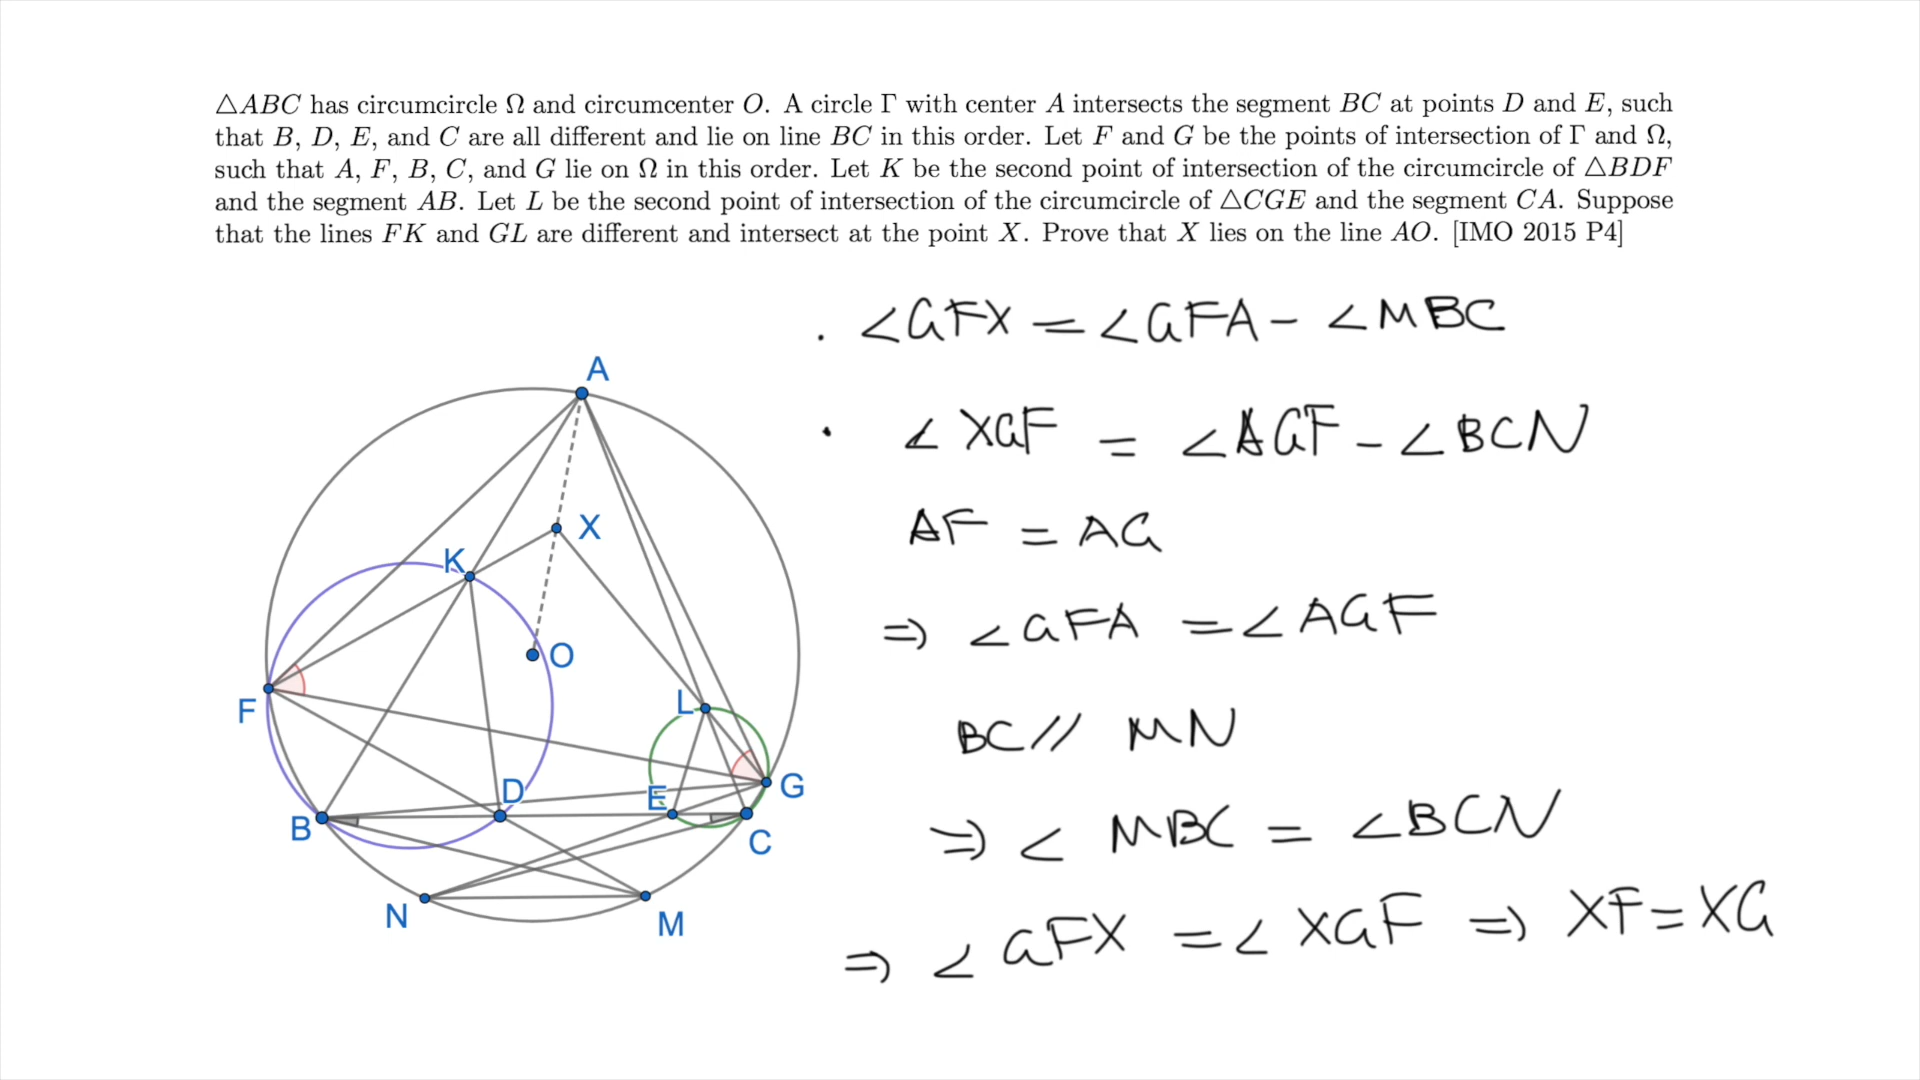 △ABC has circumcircle Ω and circumcenter O. A circle Γ with center A intersects the segment BC at points D and E, such
that B, D, E, and C are all different and lie on line BC in this order. Let F and G be the points of intersection of Γ and Ω,
such that A, F, B, C, and G lie on Ω in this order. Let K be the second point of intersection of the circumcircle of △BDF
and the segment AB. Let L be the second point of intersection of the circumcircle of △CGE and the segment CA. Suppose
that the lines FK and GL are different and intersect at the point X. Prove that X lies on the line AO. [IMO 2015 P4]
. ∠GFX = ∠GFA - ∠MBC
. ∠XGF = ∠AGF - ∠BCN
AF = AG
⇒ ∠GFA = ∠AGF
BC // MN
⇒ ∠MBC = ∠BCN
⇒ ∠GFX = ∠XGF ⇒ XF = XG
A
X
K
O
F
L
G
D
E
B
C
N
M